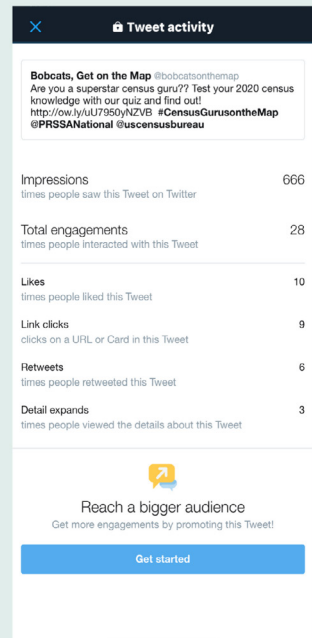 Tweet activity
Bobcats, Get on the Map @bobcatsonthemap
Are you a superstar census guru?? Test your 2020 census
knowledge with our quiz and find out!
http://ow.ly/uU7950yNZVB #CensusGurusontheMap
@PRSSANational @uscensusbureau
Impressions 666
times people saw this Tweet on Twitter
Total engagements 28
times people interacted with this Tweet
Likes 10
times people liked this Tweet
Link clicks 9
clicks on a URL or Card in this Tweet
Retweets 6
times people retweeted this Tweet
Detail expands 3
times people viewed the details about this Tweet
Reach a bigger audience
Get more engagements by promoting this Tweet!
Get started